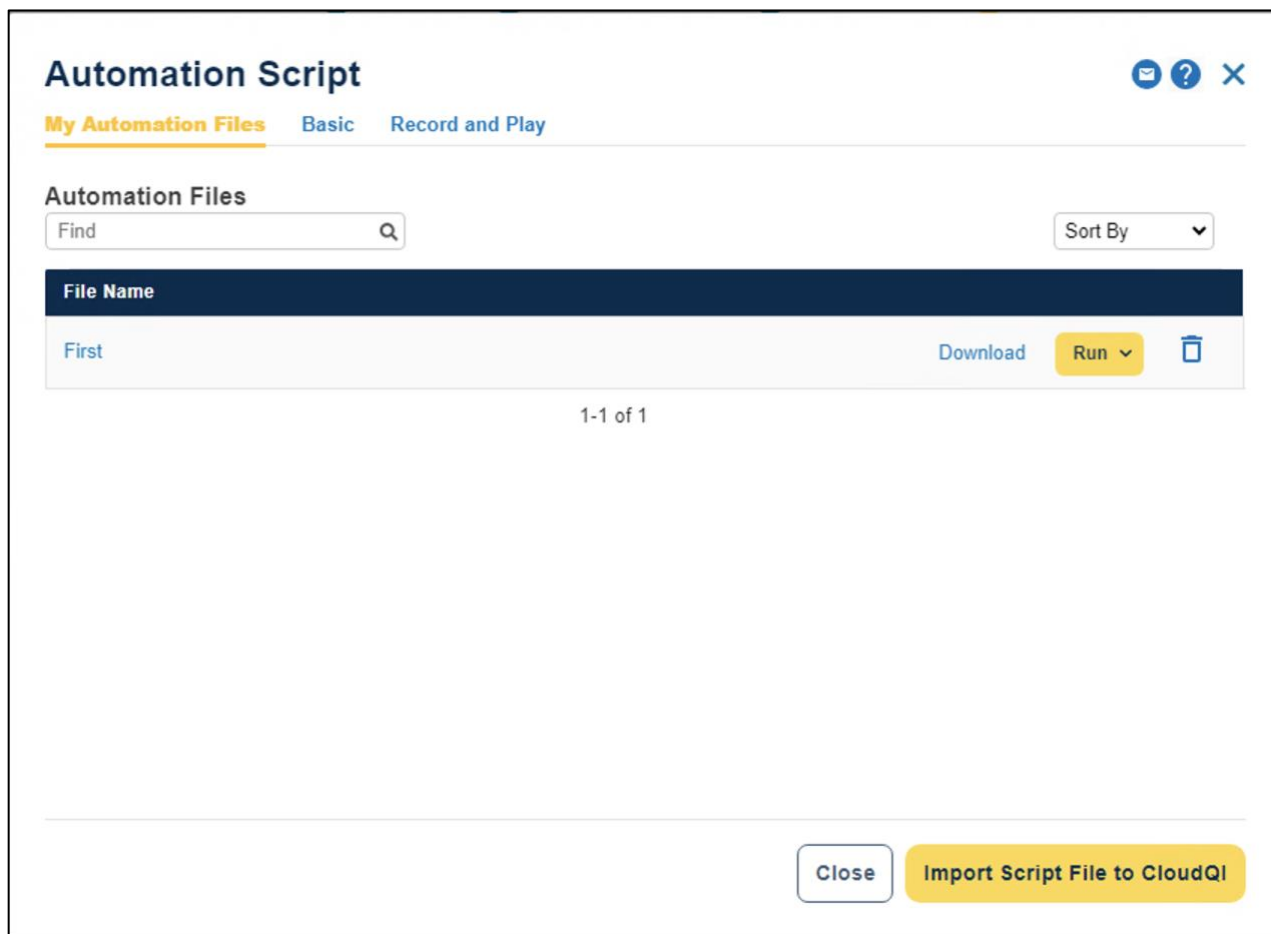 Automation Script
My Automation Files Basic Record and Play
Automation Files
Find
Sort By
File Name
First Download Run
1-1 of 1
Close Import Script File to CloudQI